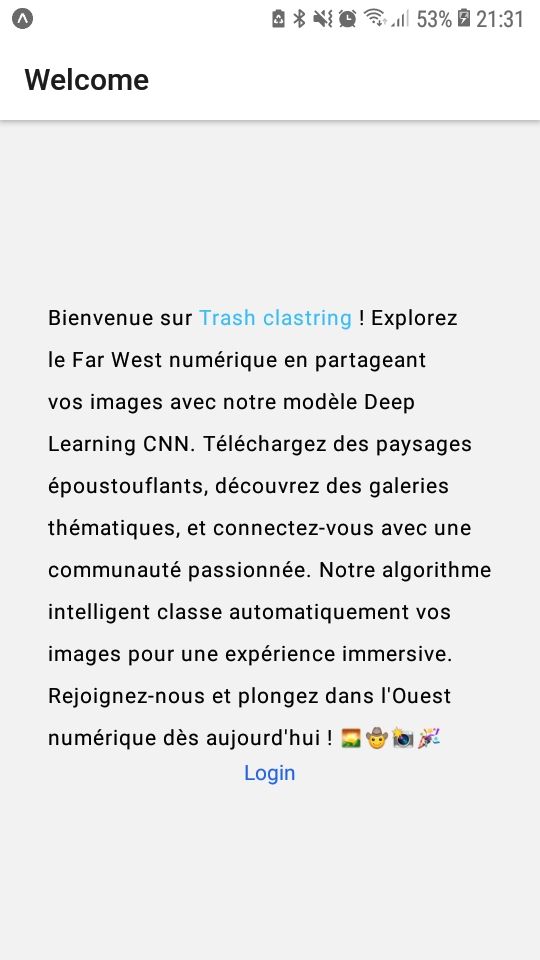 53% 21:31
Welcome
Bienvenue sur Trash clastring ! Explorez
le Far West numérique en partageant
vos images avec notre modèle Deep
Learning CNN. Téléchargez des paysages
époustouflants, découvrez des galeries
thématiques, et connectez-vous avec une
communauté passionnée. Notre algorithme
intelligent classe automatiquement vos
images pour une expérience immersive.
Rejoignez-nous et plongez dans l'Ouest
numérique dès aujourd'hui ! 🌄🤠📸🎉
Login